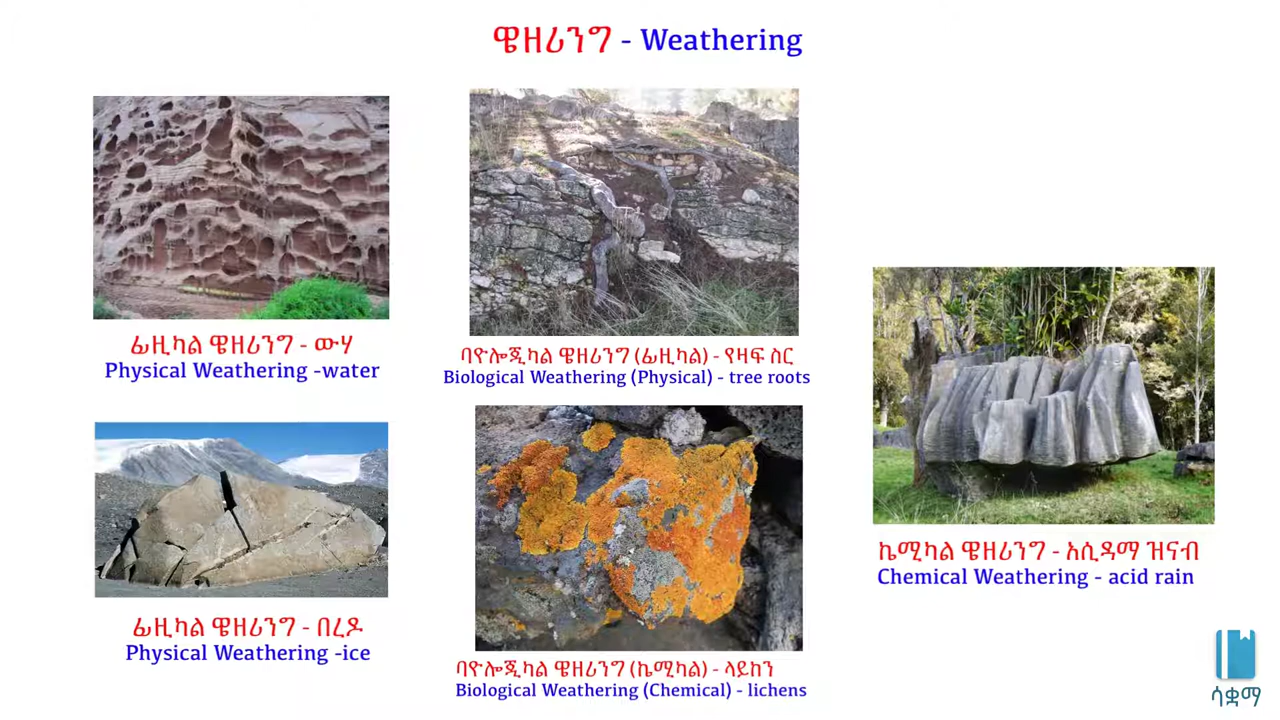 ዌዘሪንግ - Weathering
ፊዚካል ዌዘሪንግ - ውሃ
Physical Weathering -water
ባዮሎጂካል ዌዘሪንግ (ፊዚካል) - የዛፍ ስር
Biological Weathering (Physical) - tree roots
ፊዚካል ዌዘሪንግ - በረዶ
Physical Weathering -ice
ባዮሎጂካል ዌዘሪንግ (ኬሚካል) - ላይከን
Biological Weathering (Chemical) - lichens
ኬሚካል ዌዘሪንግ - አሲዳማ ዝናብ
Chemical Weathering - acid rain
ሳቋማ